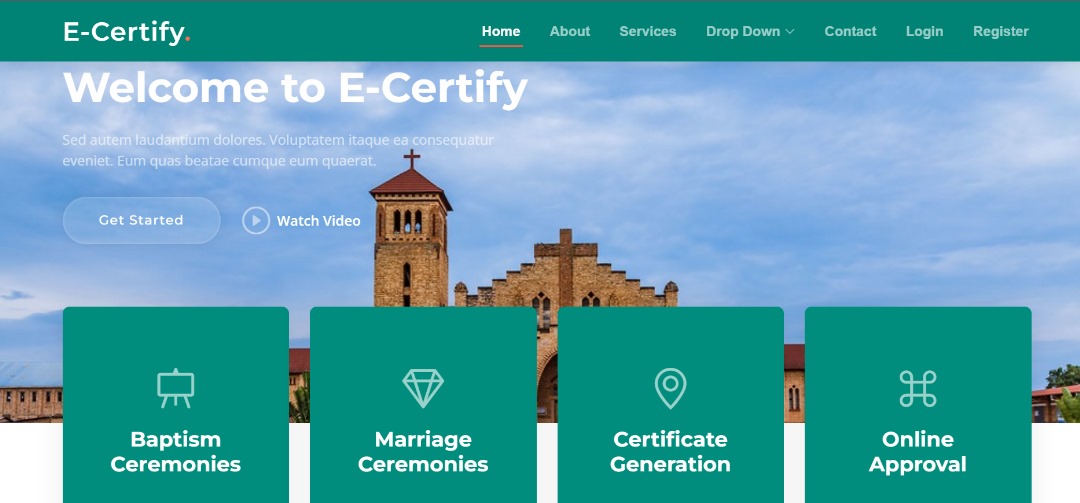 E-Certify.
Home About Services Drop Down Contact Login Register
Welcome to E-Certify
Sed autem laudantium dolores. Voluptatem itaque ea consequatur
eveniet. Eum quas beatae cumque eum quaerat.
Get Started
Watch Video
Baptism
Ceremonies
Marriage
Ceremonies
Certificate
Generation
Online
Approval